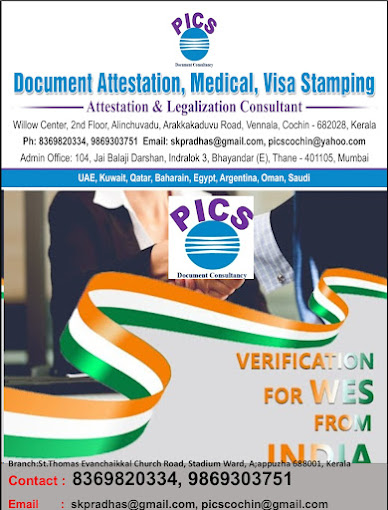 PICS
Document Consultancy
Document Attestation, Medical, Visa Stamping
Attestation & Legalization Consultant
Willow Center, 2nd Floor, Alinchuvadu, Arakkakaduvu Road, Vennala, Cochin - 682028, Kerala
Ph: 8369820334, 9869303751 Email: skpradhas@gmail.com, picscochin@yahoo.com
Admin Office: 104, Jai Balaji Darshan, Indralok 3, Bhayandar (E), Thane - 401105, Mumbai
UAE, Kuwait, Qatar, Baharain, Egypt, Argentina, Oman, Saudi
PICS
Document Consultancy
VERIFICATION
FOR WES
FROM
INDIA
Branch:St.Thomas Evanchaikkal Church Road, Stadium Ward, A;appuzha 688001, Kerala
Contact : 8369820334, 9869303751
Email : skpradhas@gmail.com, picscochin@gmail.com